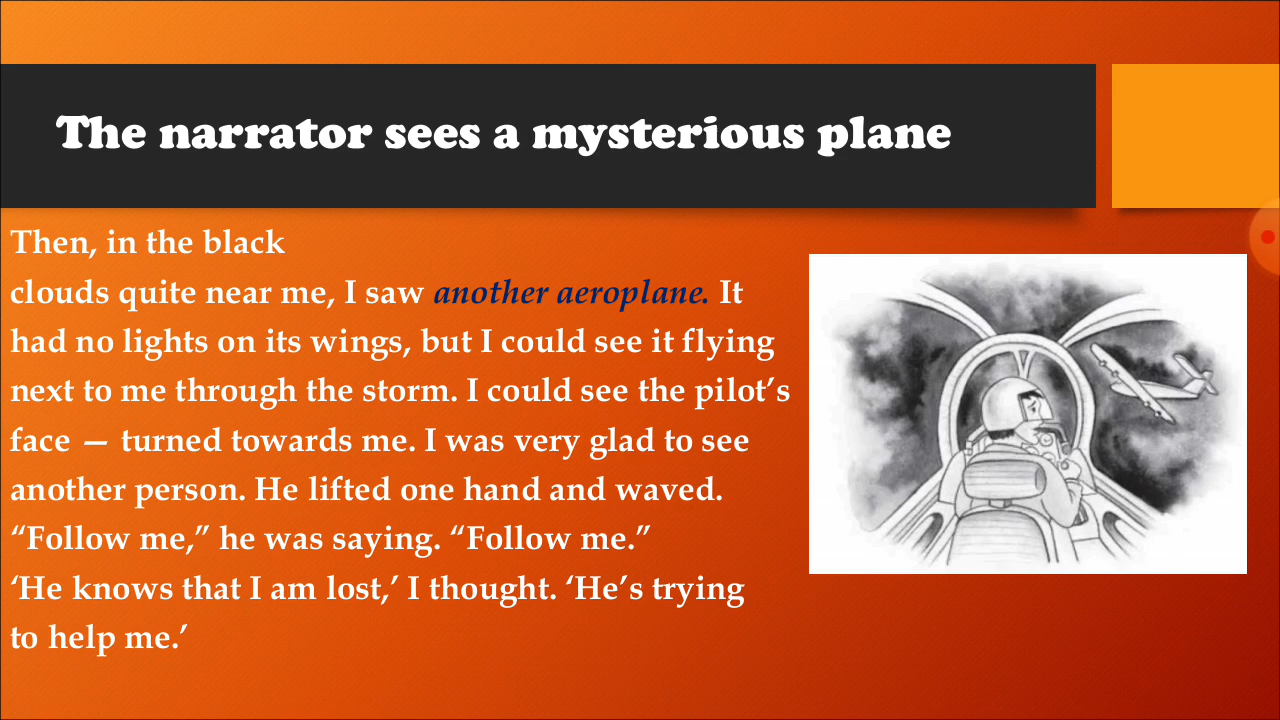 The narrator sees a mysterious plane
Then, in the black
clouds quite near me, I saw another aeroplane. It
had no lights on its wings, but I could see it flying
next to me through the storm. I could see the pilot’s
face — turned towards me. I was very glad to see
another person. He lifted one hand and waved.
“Follow me,” he was saying. “Follow me.”
‘He knows that I am lost,’ I thought. ‘He’s trying
to help me.’